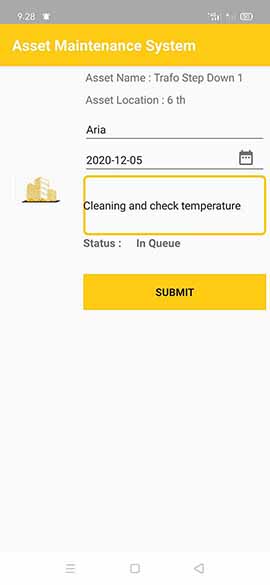 9.28
Asset Maintenance System
Asset Name : Trafo Step Down 1
Asset Location : 6 th
Aria
2020-12-05
Cleaning and check temperature
Status : In Queue
SUBMIT